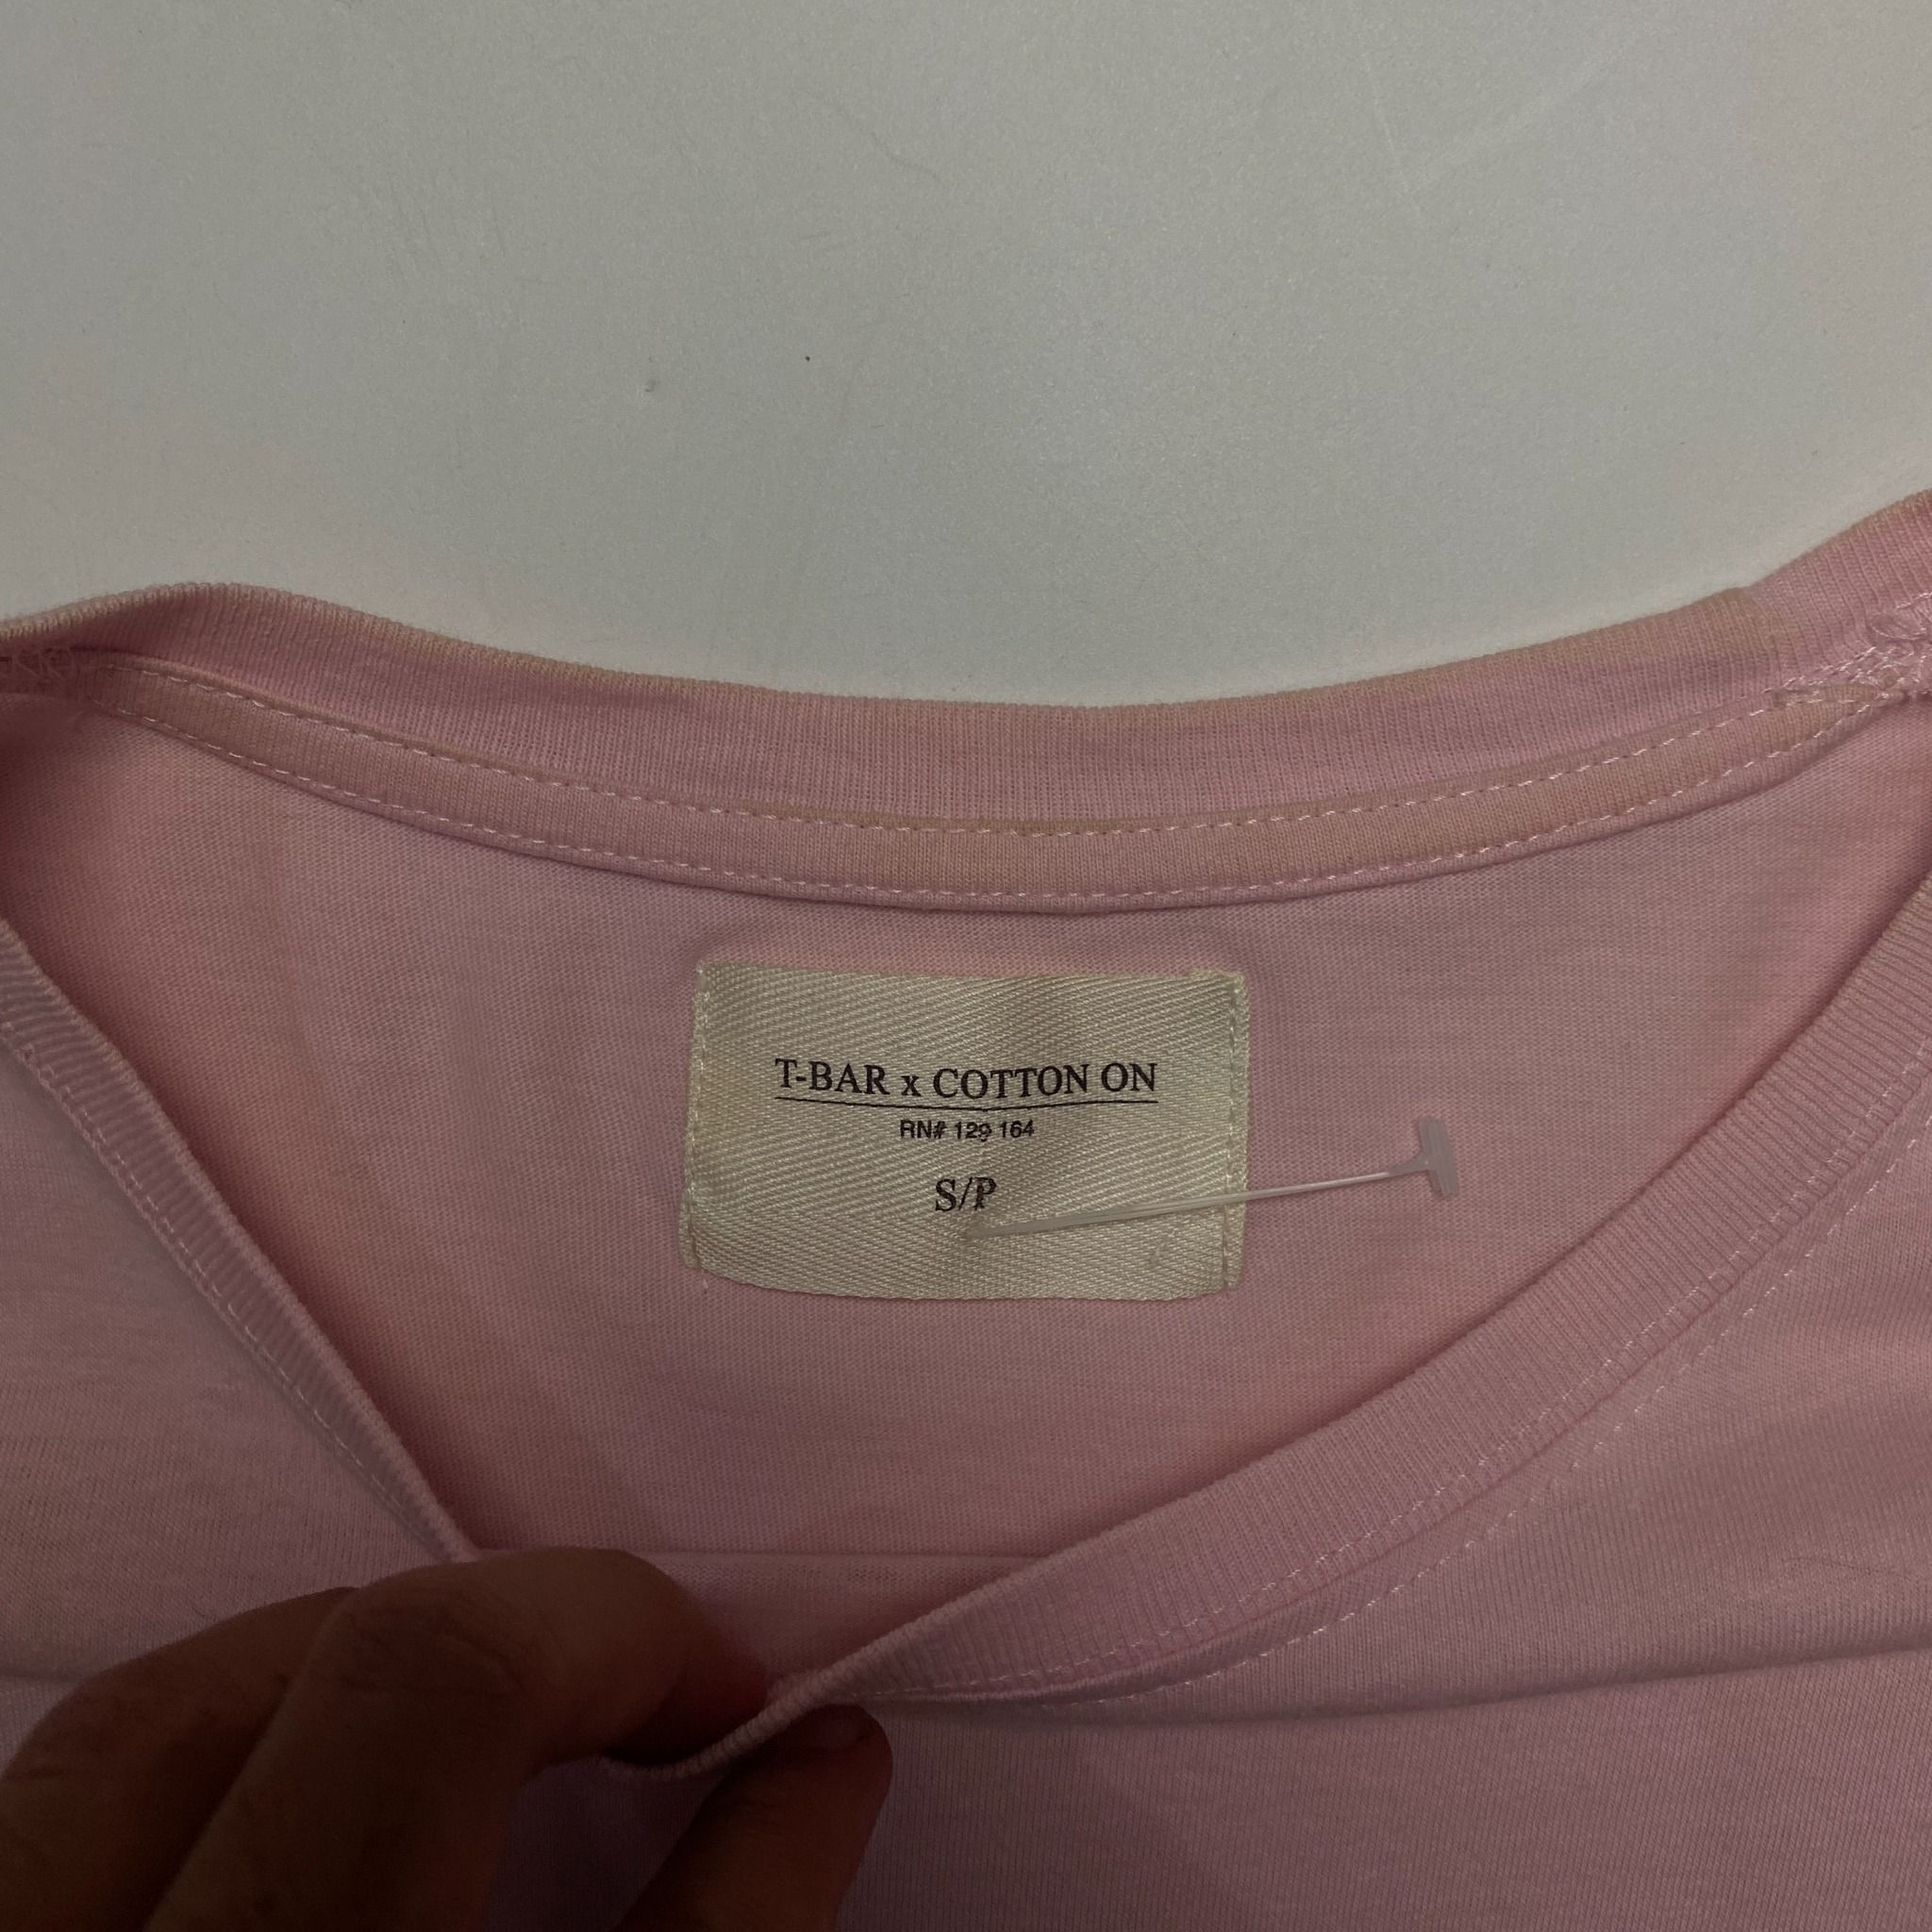 T-BAR x COTTON ON
RN# 129 164
S/P